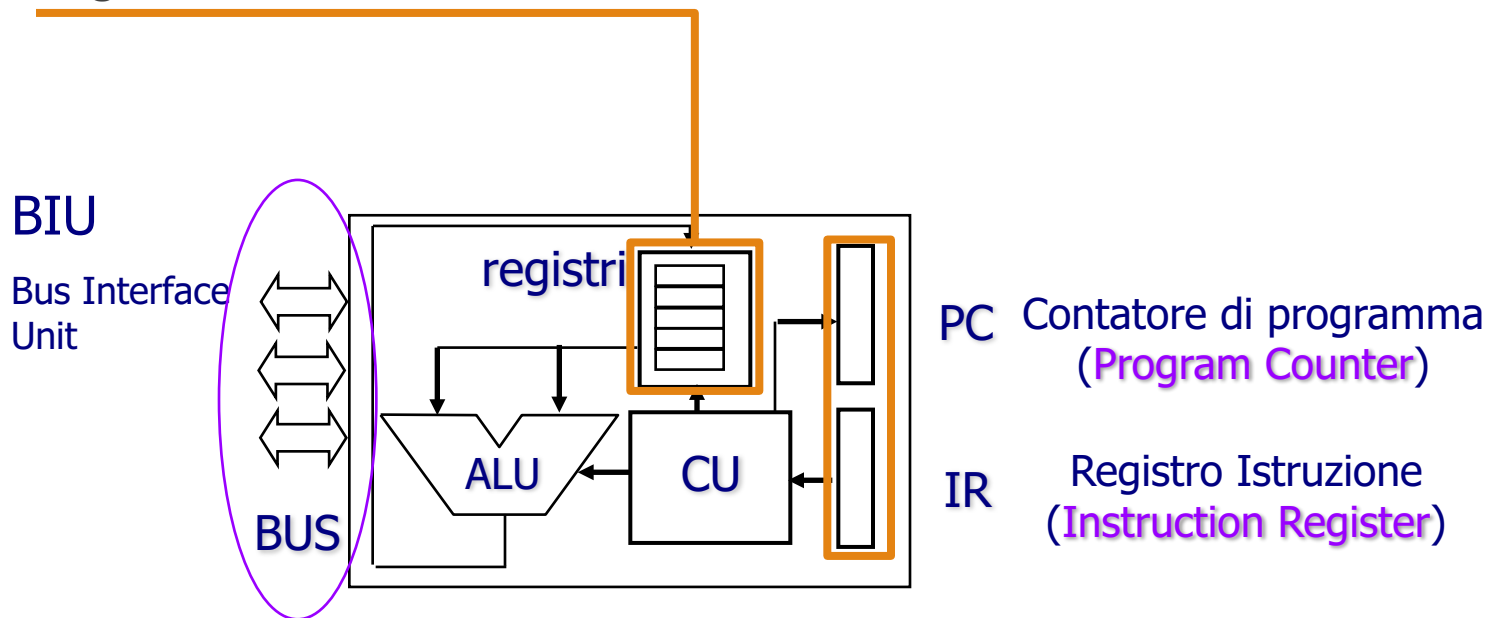 BIU
Bus Interface
Unit
BUS
registri
ALU
CU
PC
Contatore di programma
(Program Counter)
IR
Registro Istruzione
(Instruction Register)